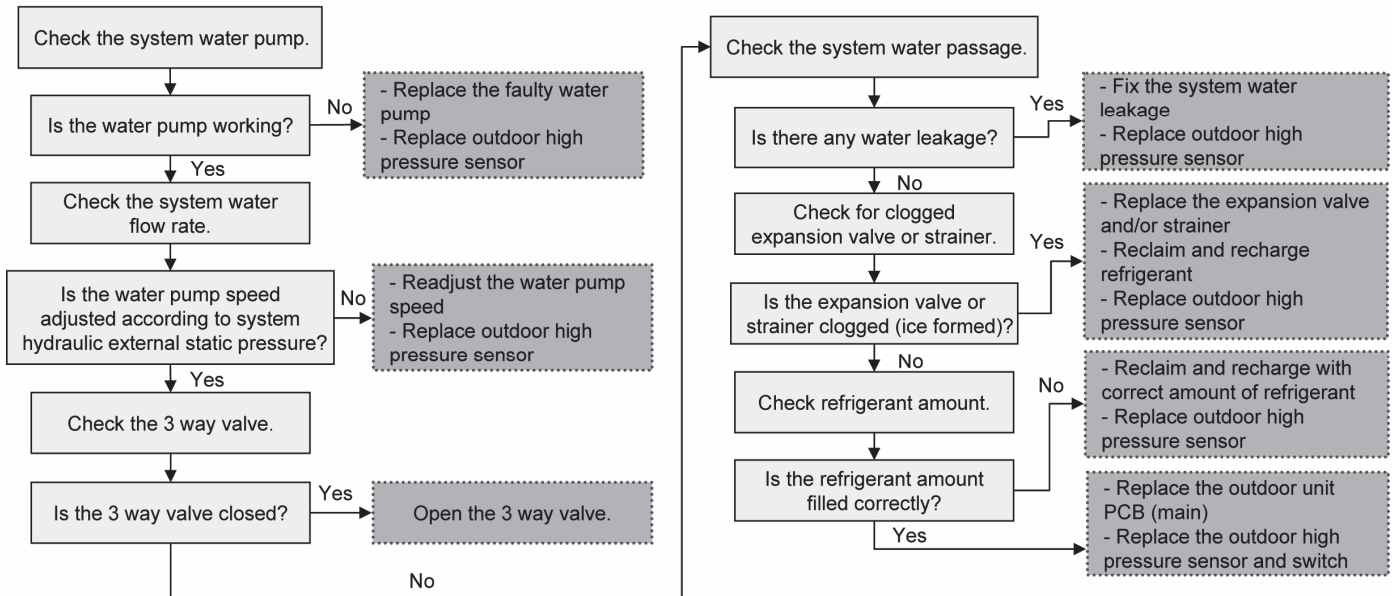 Check the system water pump.
Is the water pump working?
No
- Replace the faulty water
pump
- Replace outdoor high
pressure sensor
Yes
Check the system water
flow rate.
Is the water pump speed
adjusted according to system
hydraulic external static pressure?
No
- Readjust the water pump
speed
- Replace outdoor high
pressure sensor
Yes
Check the 3 way valve.
Is the 3 way valve closed?
Yes
Open the 3 way valve.
No
Check the system water passage.
Is there any water leakage?
Yes
- Fix the system water
leakage
- Replace outdoor high
pressure sensor
No
Check for clogged
expansion valve or strainer.
Is the expansion valve or
strainer clogged (ice formed)?
Yes
- Replace the expansion valve
and/or strainer
- Reclaim and recharge
refrigerant
- Replace outdoor high
pressure sensor
No
Check refrigerant amount.
Is the refrigerant amount
filled correctly?
No
- Reclaim and recharge with
correct amount of refrigerant
- Replace outdoor high
pressure sensor
Yes
- Replace the outdoor unit
PCB (main)
- Replace the outdoor high
pressure sensor and switch